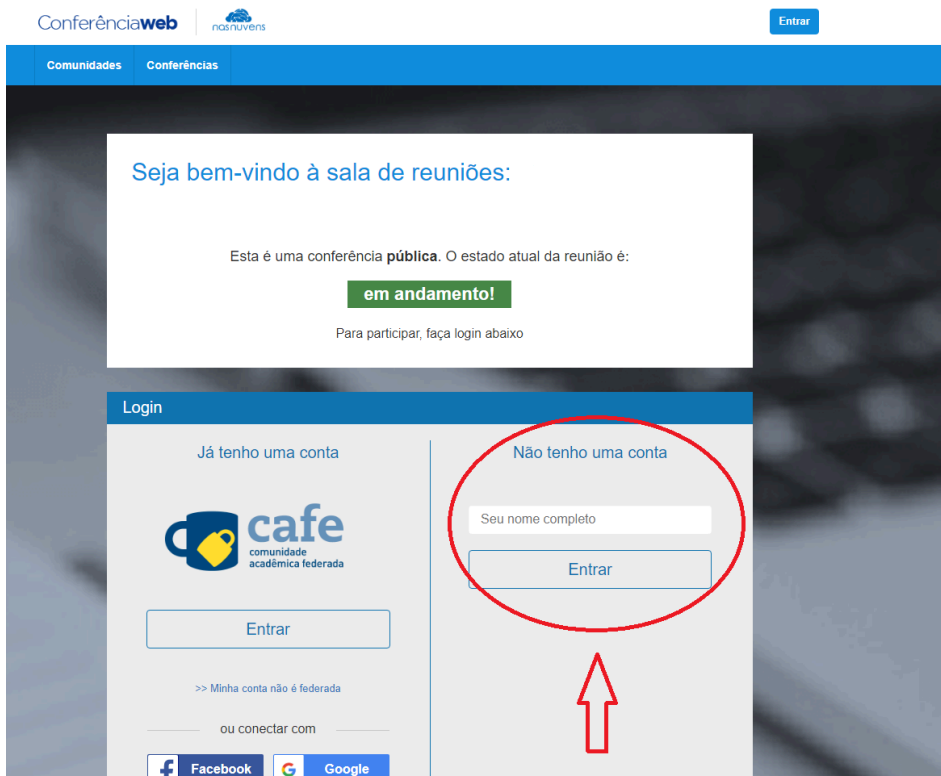 Conferênciaweb
nasnuvens
Entrar
Comunidades
Conferências
Seja bem-vindo à sala de reuniões:
Esta é uma conferência pública. O estado atual da reunião é:
em andamento!
Para participar, faça login abaixo
Login
Já tenho uma conta
cafe
comunidade
acadêmica federada
Entrar
>> Minha conta não é federada
ou conectar com
f Facebook
G Google
Não tenho uma conta
Seu nome completo
Entrar